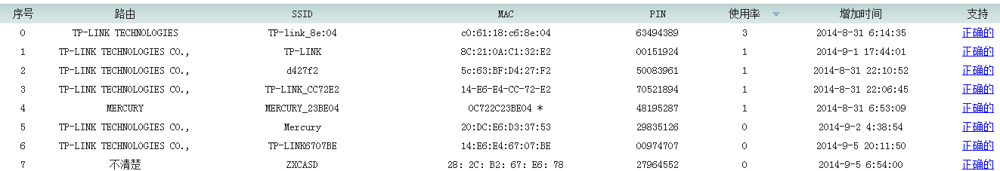 序号 路由 SSID MAC PIN 使用率 增加时间 支持
0 TP-LINK TECHNOLOGIES TP-link_8e:04 c0:61:18:c6:8e:04 63494389 3 2014-8-31 6:14:35 正确的
1 TP-LINK TECHNOLOGIES CO., TP-LINK 8C:21:0A:C1:32:E2 00151924 1 2014-9-1 17:44:01 正确的
2 TP-LINK TECHNOLOGIES CO., d427f2 5c:63:BF:D4:27:F2 50083961 1 2014-8-31 22:10:52 正确的
3 TP-LINK TECHNOLOGIES CO., TP-LINK_CC72E2 14-E6-E4-CC-72-E2 70521894 1 2014-8-31 22:06:45 正确的
4 MERCURY MERCURY_23BE04 0C722C23BE04 * 48195287 1 2014-8-31 6:53:09 正确的
5 TP-LINK TECHNOLOGIES CO., Mercury 20:DC:E6:D3:37:53 29835126 0 2014-9-2 4:38:54 正确的
6 TP-LINK TECHNOLOGIES CO., TP-LINK6707BE 14:E6:E4:67:07:BE 00974707 0 2014-9-5 20:11:50 正确的
7 不清楚 ZXCASD 28: 2C: B2: 67: E6: 78 27964552 0 2014-9-5 6:54:00 正确的